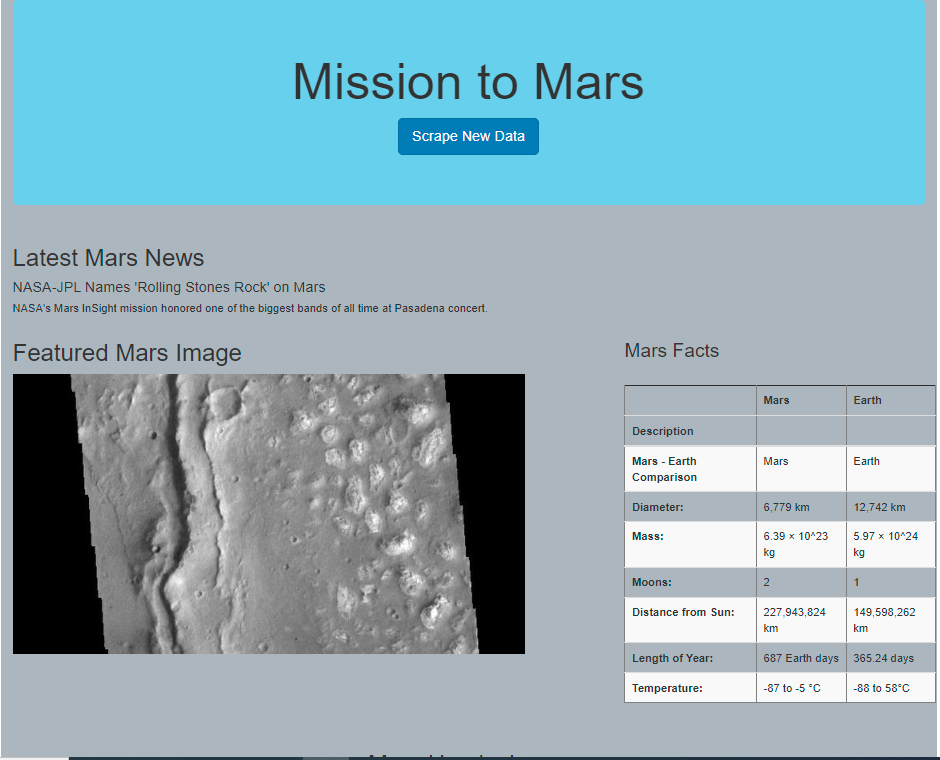 Mission to Mars
Scrape New Data
Latest Mars News
NASA-JPL Names 'Rolling Stones Rock' on Mars
NASA's Mars InSight mission honored one of the biggest bands of all time at Pasadena concert.
Featured Mars Image
Mars Facts
Mars Earth
Description
Mars - Earth Comparison Mars Earth
Diameter: 6,779 km 12,742 km
Mass: 6.39 × 10^23 kg 5.97 × 10^24 kg
Moons: 2 1
Distance from Sun: 227,943,824 km 149,598,262 km
Length of Year: 687 Earth days 365.24 days
Temperature: -87 to -5 °C -88 to 58°C